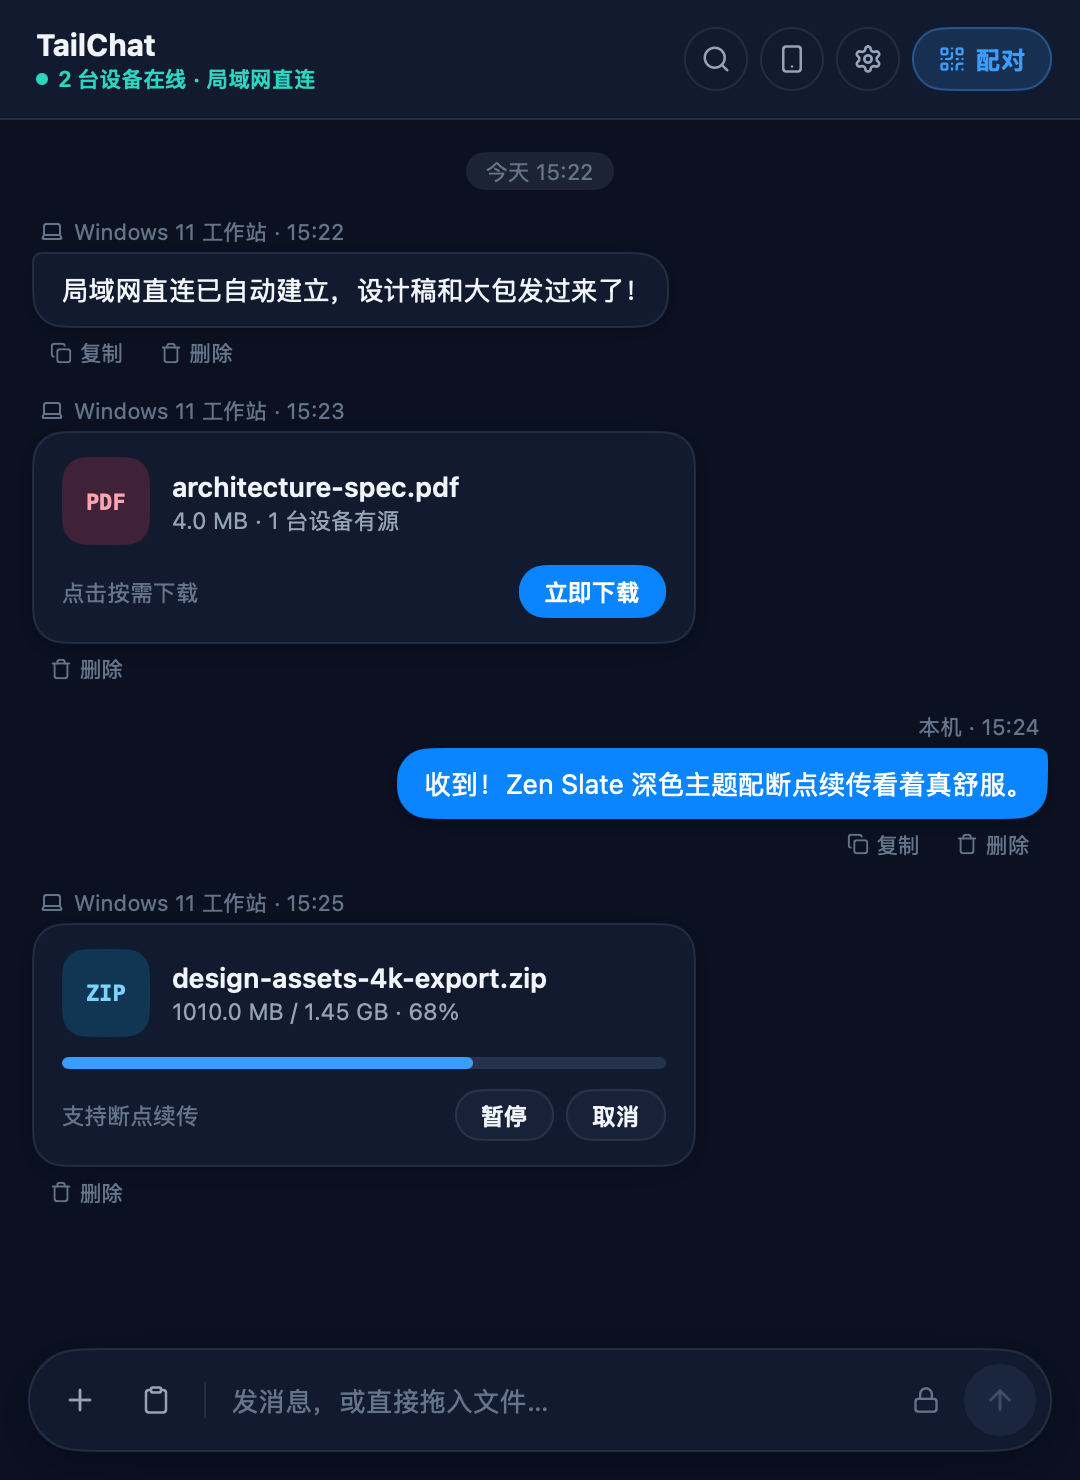 TailChat
2 台设备在线 · 局域网直连
配对
今天 15:22
Windows 11 工作站 · 15:22
局域网直连已自动建立，设计稿和大包发过来了！
复制 删除
Windows 11 工作站 · 15:23
PDF
architecture-spec.pdf
4.0 MB · 1 台设备有源
点击按需下载
立即下载
删除
本机 · 15:24
收到！Zen Slate 深色主题配断点续传看着真舒服。
复制 删除
Windows 11 工作站 · 15:25
ZIP
design-assets-4k-export.zip
1010.0 MB / 1.45 GB · 68%
支持断点续传
暂停 取消
删除
发消息，或直接拖入文件...